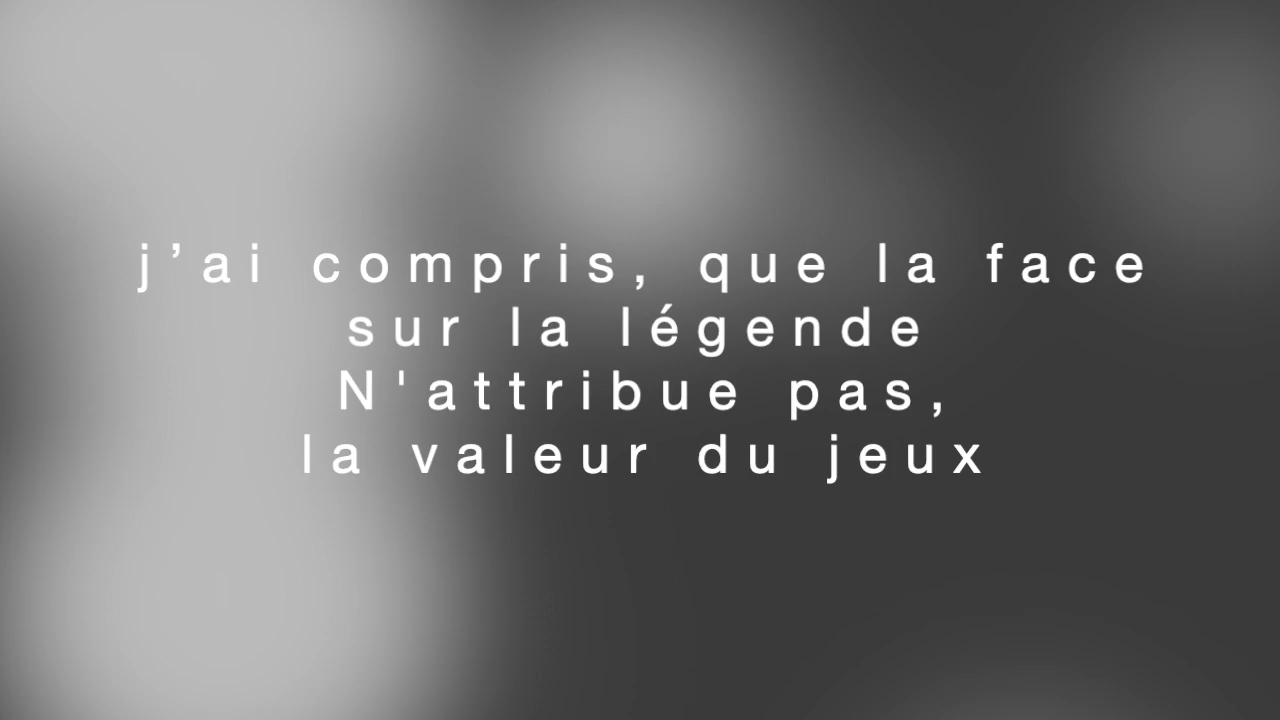 j’ai compris, que la face
sur la légende
N'attribue pas,
la valeur du jeux